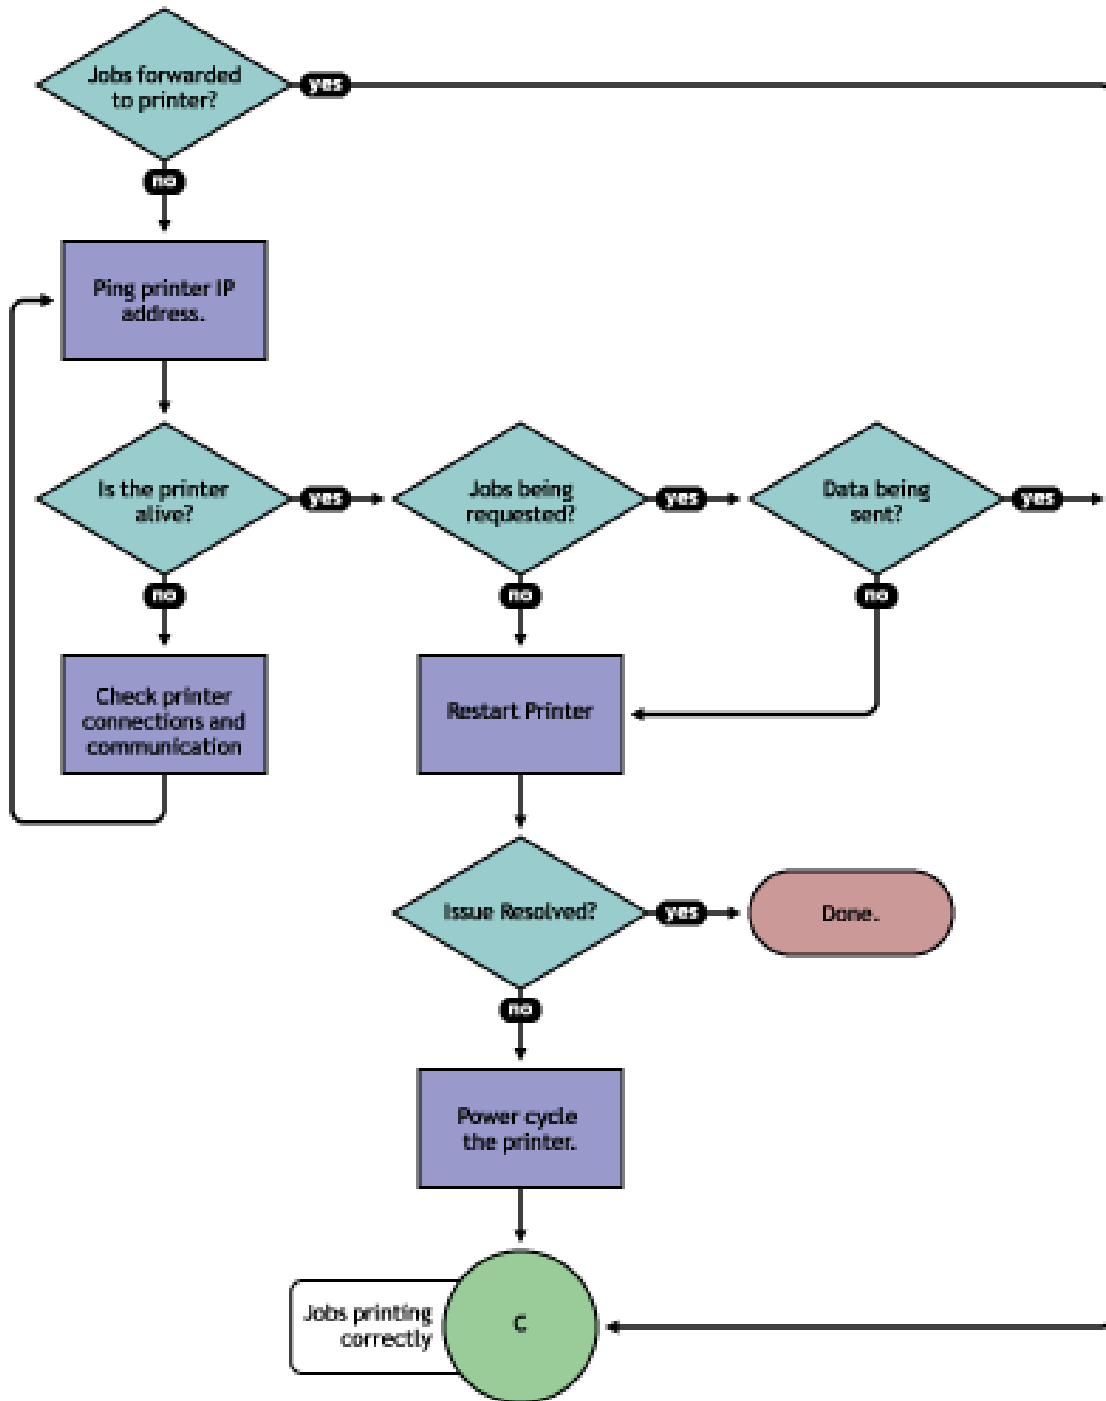 Jobs forwarded
to printer?
yes
no
Ping printer IP
address.
Is the printer
alive?
yes
Jobs being
requested?
yes
Data being
sent?
yes
no
no
no
Check printer
connections and
communication
Restart Printer
Issue Resolved?
yes
Done.
no
Power cycle
the printer.
Jobs printing
correctly
C